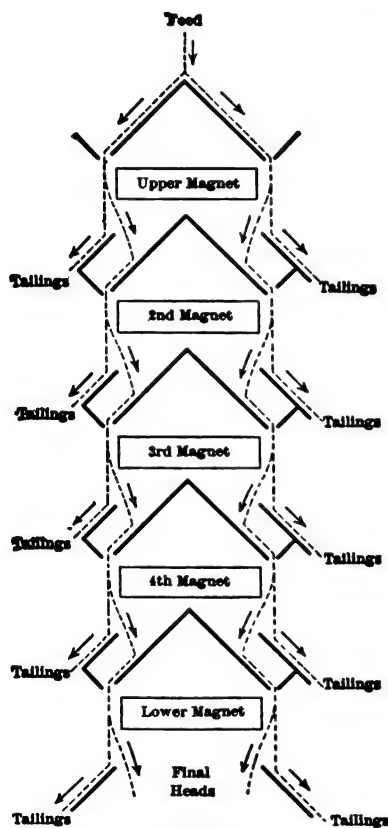 Feed
Upper Magnet
Tailings
Tailings
2nd Magnet
Tailings
Tailings
3rd Magnet
Tailings
Tailings
4th Magnet
Tailings
Tailings
Lower Magnet
Final
Heads
Tailings
Tailings